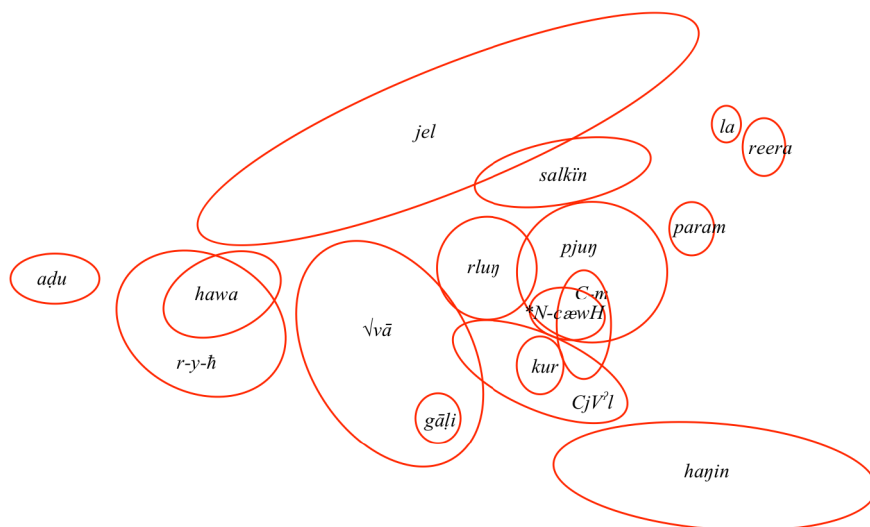 la
jel
reera
salkïn
param
pjuŋ
rluŋ
aḍu
hawa
C-m
*N-cæwH
√vā
r-y-ħ
kur
CjVˀl
gāḷi
haŋin